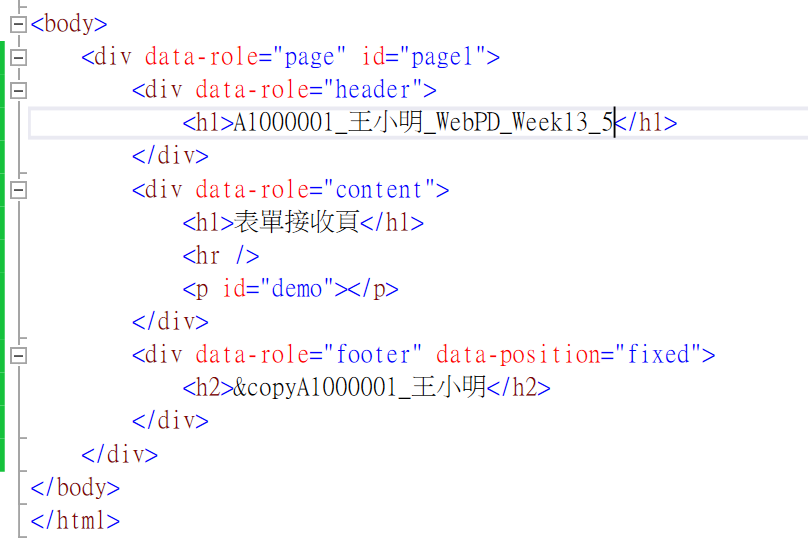 <body>
<div data-role="page" id="page1">
<div data-role="header">
<h1>A1000001_王小明_WebPD_Week13_5</h1>
</div>
<div data-role="content">
<h1>表單接收頁</h1>
<hr />
<p id="demo"></p>
</div>
<div data-role="footer" data-position="fixed">
<h2>&copyA1000001_王小明</h2>
</div>
</div>
</body>
</html>